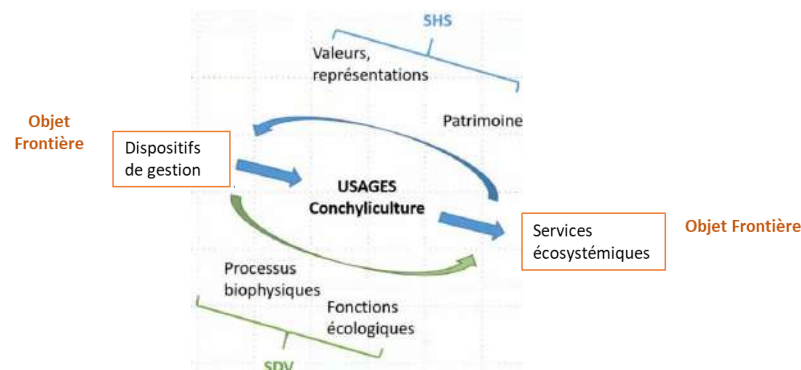 SHS
Valeurs,
représentations
Patrimoine
Objet
Frontière
Dispositifs
de gestion
USAGES
Conchyliculture
Services
écosystémiques
Objet Frontière
Processus
biophysiques
Fonctions
écologiques
SDV